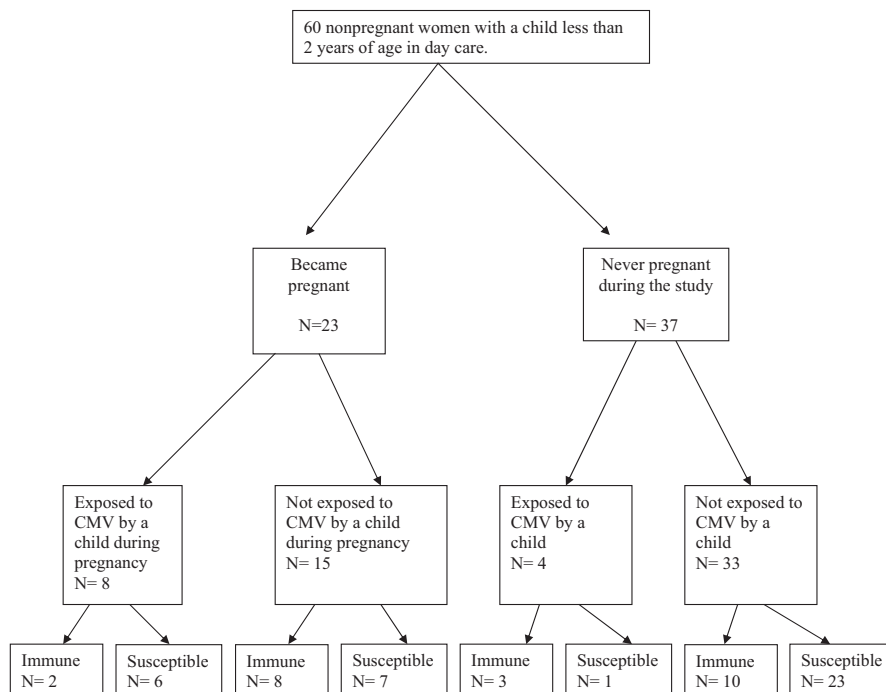 60 nonpregnant women with a child less than
2 years of age in day care.
Became
pregnant
N=23
Never pregnant
during the study
N= 37
Exposed to
CMV by a
child during
pregnancy
N= 8
Not exposed to
CMV by a child
during pregnancy
N= 15
Exposed to
CMV by a
child
N= 4
Not exposed to
CMV by a
child
N= 33
Immune
N= 2
Susceptible
N= 6
Immune
N= 8
Susceptible
N= 7
Immune
N= 3
Susceptible
N= 1
Immune
N= 10
Susceptible
N= 23